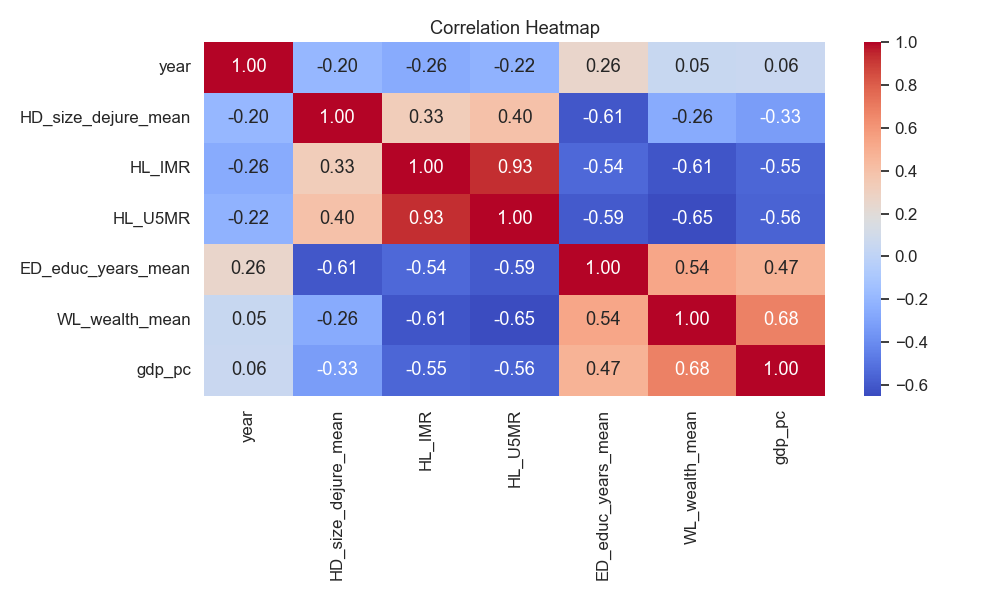 Correlation Heatmap
year 1.00 -0.20 -0.26 -0.22 0.26 0.05 0.06
HD_size_dejure_mean -0.20 1.00 0.33 0.40 -0.61 -0.26 -0.33
HL_IMR -0.26 0.33 1.00 0.93 -0.54 -0.61 -0.55
HL_U5MR -0.22 0.40 0.93 1.00 -0.59 -0.65 -0.56
ED_educ_years_mean 0.26 -0.61 -0.54 -0.59 1.00 0.54 0.47
WL_wealth_mean 0.05 -0.26 -0.61 -0.65 0.54 1.00 0.68
gdp_pc 0.06 -0.33 -0.55 -0.56 0.47 0.68 1.00
year
HD_size_dejure_mean
HL_IMR
HL_U5MR
ED_educ_years_mean
WL_wealth_mean
gdp_pc
1.0
0.8
0.6
0.4
0.2
0.0
−0.2
−0.4
−0.6